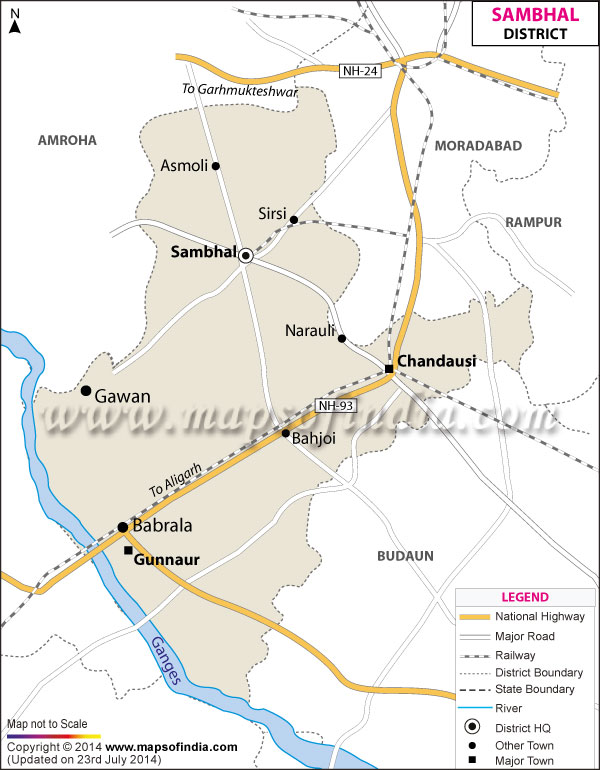 N
SAMBHAL
DISTRICT
NH-24
To Garhmukteshwar
AMROHA
MORADABAD
Asmoli
Sirsi
RAMPUR
Sambhal
Narauli
Chandausi
Gawan
NH-93
www.mapsofindia.com
Bahjoi
To Aligarh
Babrala
Gunnaur
BUDAUN
Ganges
LEGEND
National Highway
Major Road
Railway
District Boundary
State Boundary
River
District HQ
Other Town
Major Town
Map not to Scale
Copyright © 2014 www.mapsofindia.com
(Updated on 23rd July 2014)